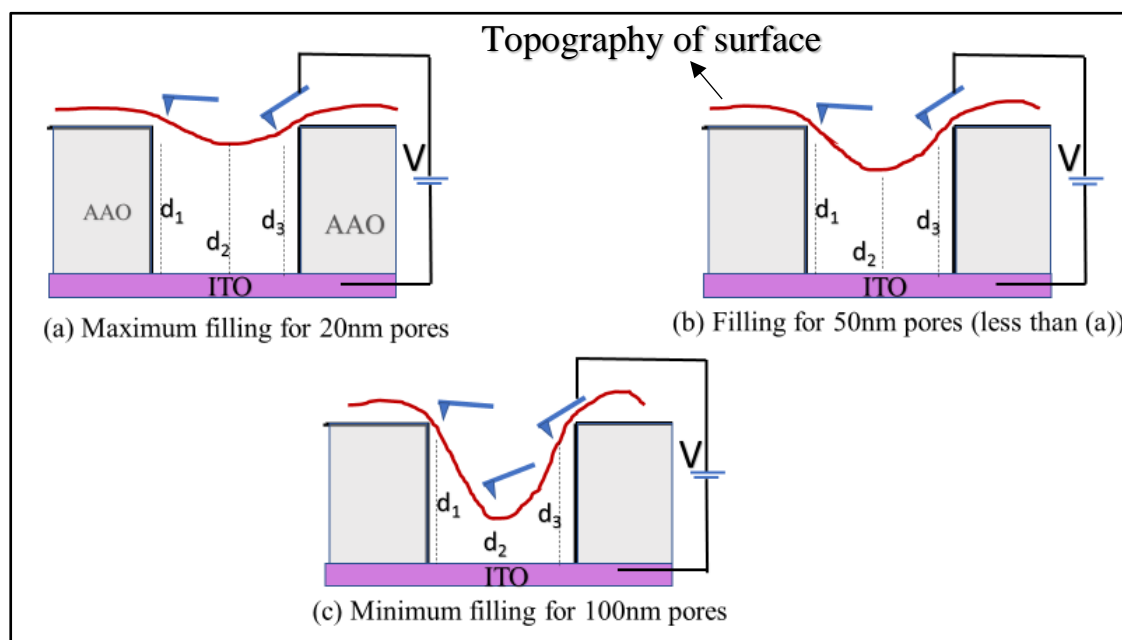 Topography of surface
V
AAO
d₁
d₂
d₃
AAO
ITO
(a) Maximum filling for 20nm pores
V
d₁
d₂
d₃
ITO
(b) Filling for 50nm pores (less than (a))
V
d₁
d₂
d₃
ITO
(c) Minimum filling for 100nm pores